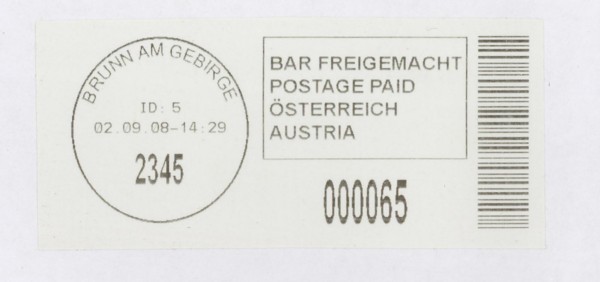 BRUNN AM GEBIRGE
ID: 5
02.09.08-14:29
2345
BAR FREIGEMACHT
POSTAGE PAID
ÖSTERREICH
AUSTRIA
000065